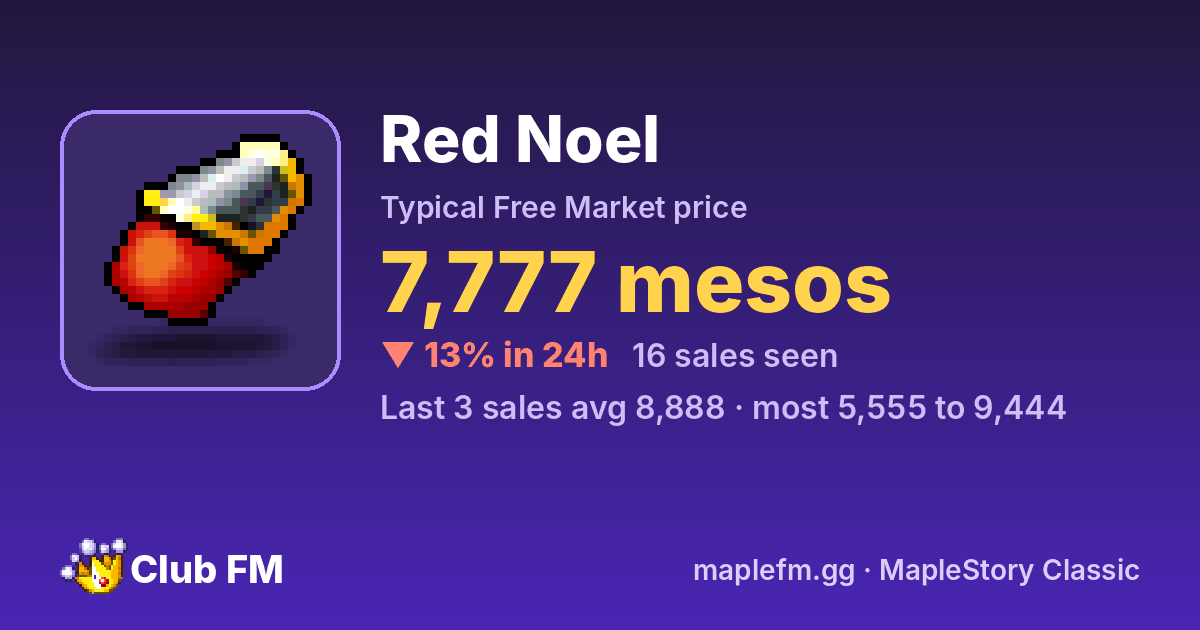 Red Noel
Typical Free Market price
7,777 mesos
▼ 13% in 24h 16 sales seen
Last 3 sales avg 8,888 · most 5,555 to 9,444
Club FM
maplefm.gg · MapleStory Classic